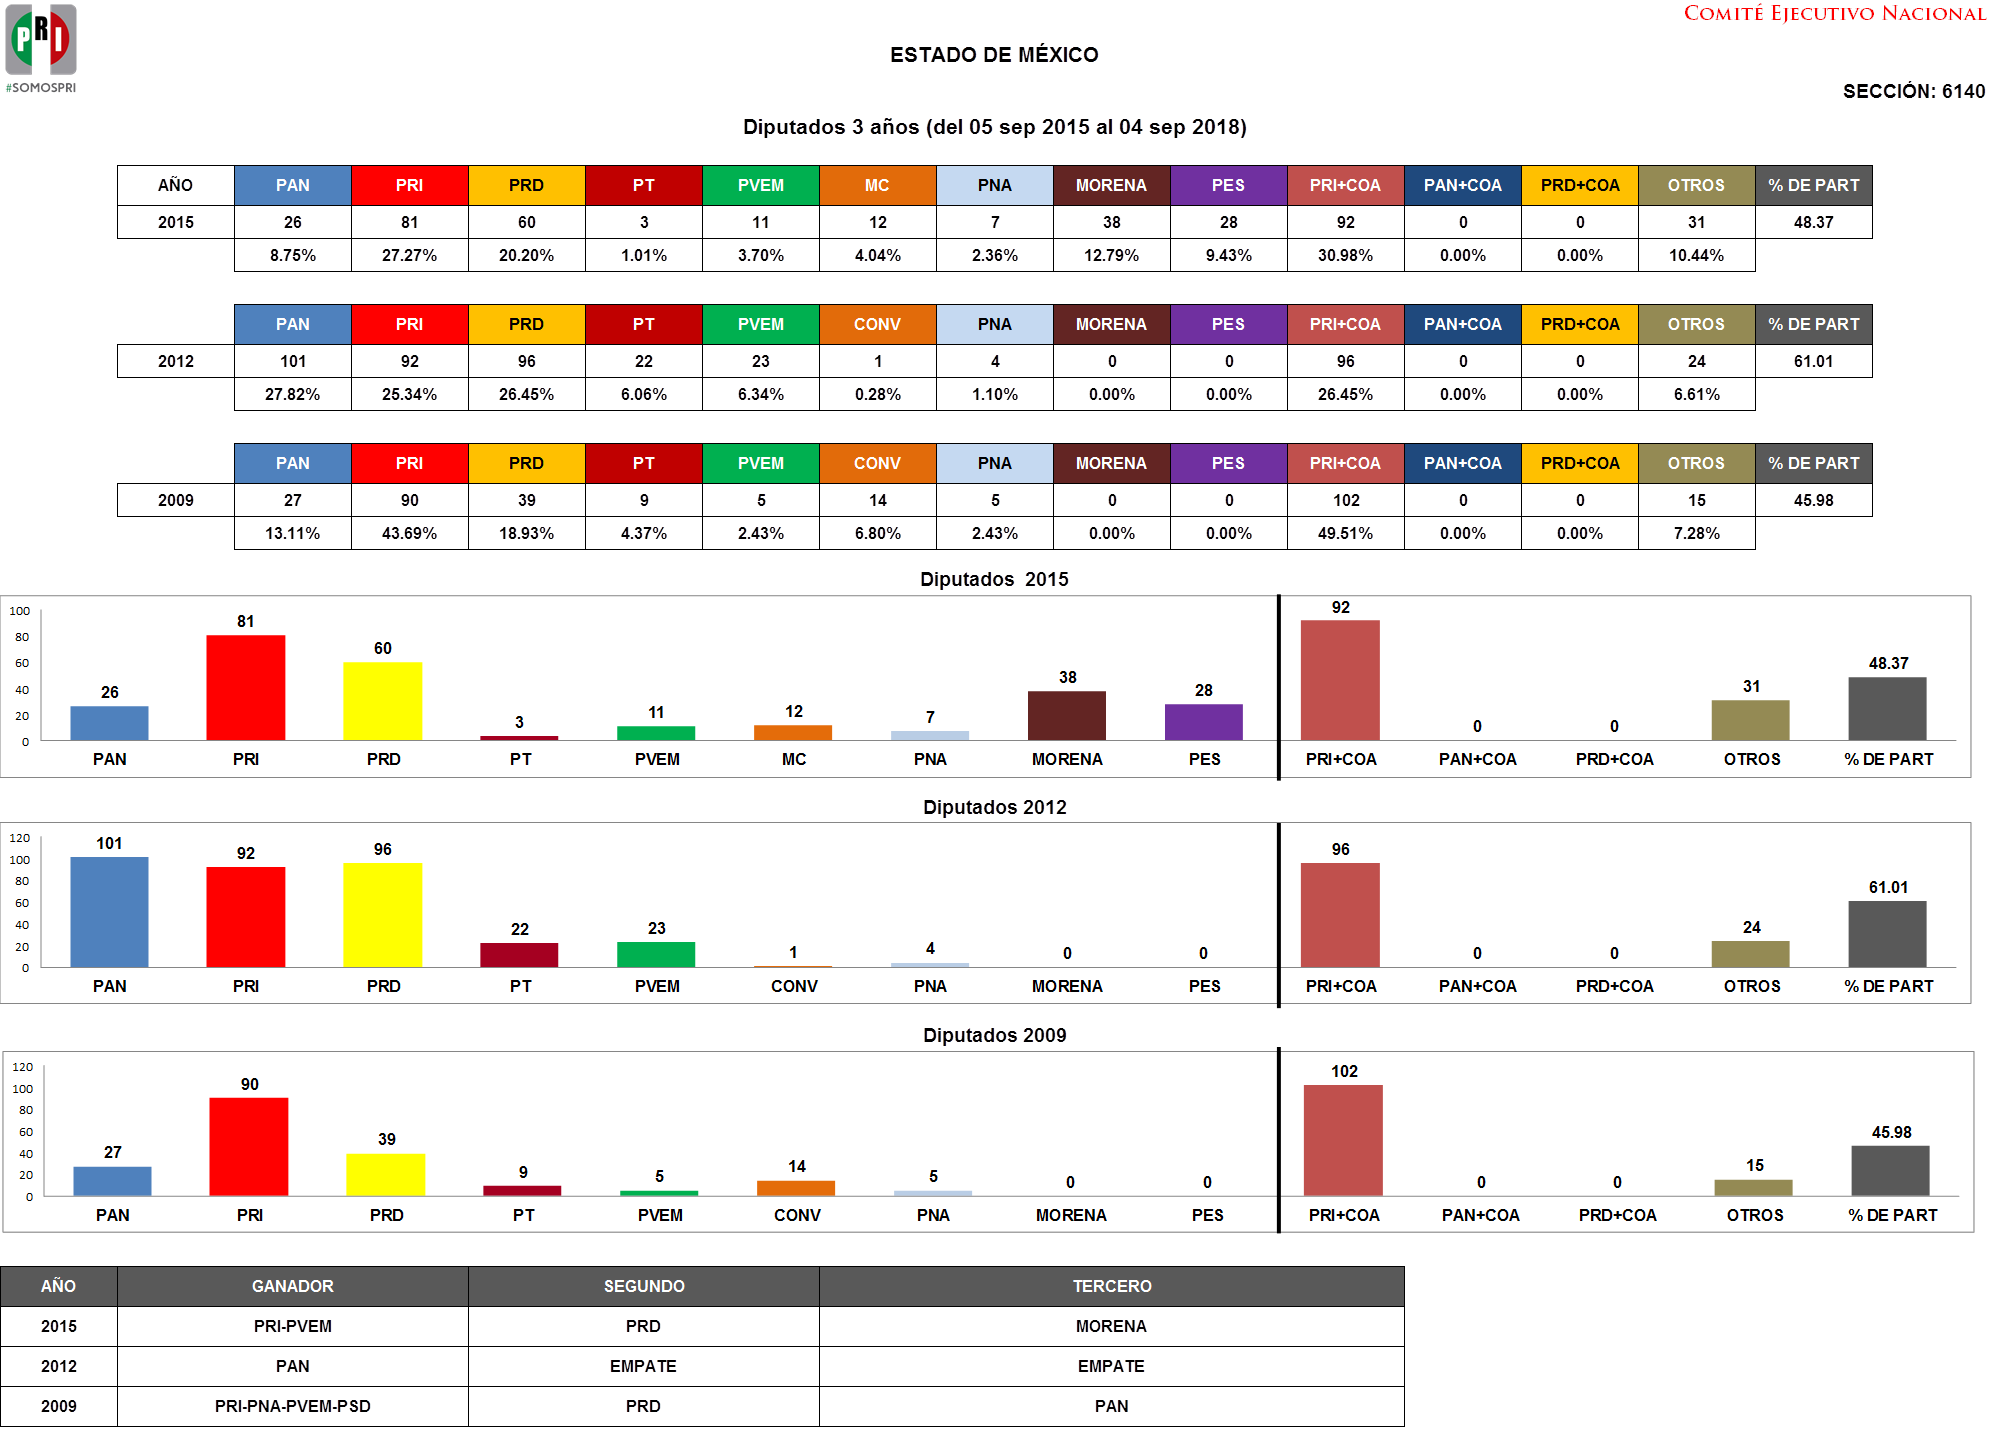 PRI
#SOMOSPRI
COMITÉ EJECUTIVO NACIONAL
ESTADO DE MÉXICO
SECCIÓN: 6140
Diputados 3 años (del 05 sep 2015 al 04 sep 2018)
AÑO PAN PRI PRD PT PVEM MC PNA MORENA PES PRI+COA PAN+COA PRD+COA OTROS % DE PART
2015 26 81 60 3 11 12 7 38 28 92 0 0 31 48.37
8.75% 27.27% 20.20% 1.01% 3.70% 4.04% 2.36% 12.79% 9.43% 30.98% 0.00% 0.00% 10.44%
PAN PRI PRD PT PVEM CONV PNA MORENA PES PRI+COA PAN+COA PRD+COA OTROS % DE PART
2012 101 92 96 22 23 1 4 0 0 96 0 0 24 61.01
27.82% 25.34% 26.45% 6.06% 6.34% 0.28% 1.10% 0.00% 0.00% 26.45% 0.00% 0.00% 6.61%
PAN PRI PRD PT PVEM CONV PNA MORENA PES PRI+COA PAN+COA PRD+COA OTROS % DE PART
2009 27 90 39 9 5 14 5 0 0 102 0 0 15 45.98
13.11% 43.69% 18.93% 4.37% 2.43% 6.80% 2.43% 0.00% 0.00% 49.51% 0.00% 0.00% 7.28%
Diputados 2015
100
80
60
40
20
0
26 81 60 3 11 12 7 38 28 92 0 0 31 48.37
PAN PRI PRD PT PVEM MC PNA MORENA PES PRI+COA PAN+COA PRD+COA OTROS % DE PART
Diputados 2012
120
100
80
60
40
20
0
101 92 96 22 23 1 4 0 0 96 0 0 24 61.01
PAN PRI PRD PT PVEM CONV PNA MORENA PES PRI+COA PAN+COA PRD+COA OTROS % DE PART
Diputados 2009
120
100
80
60
40
20
0
27 90 39 9 5 14 5 0 0 102 0 0 15 45.98
PAN PRI PRD PT PVEM CONV PNA MORENA PES PRI+COA PAN+COA PRD+COA OTROS % DE PART
AÑO GANADOR SEGUNDO TERCERO
2015 PRI-PVEM PRD MORENA
2012 PAN EMPATE EMPATE
2009 PRI-PNA-PVEM-PSD PRD PAN